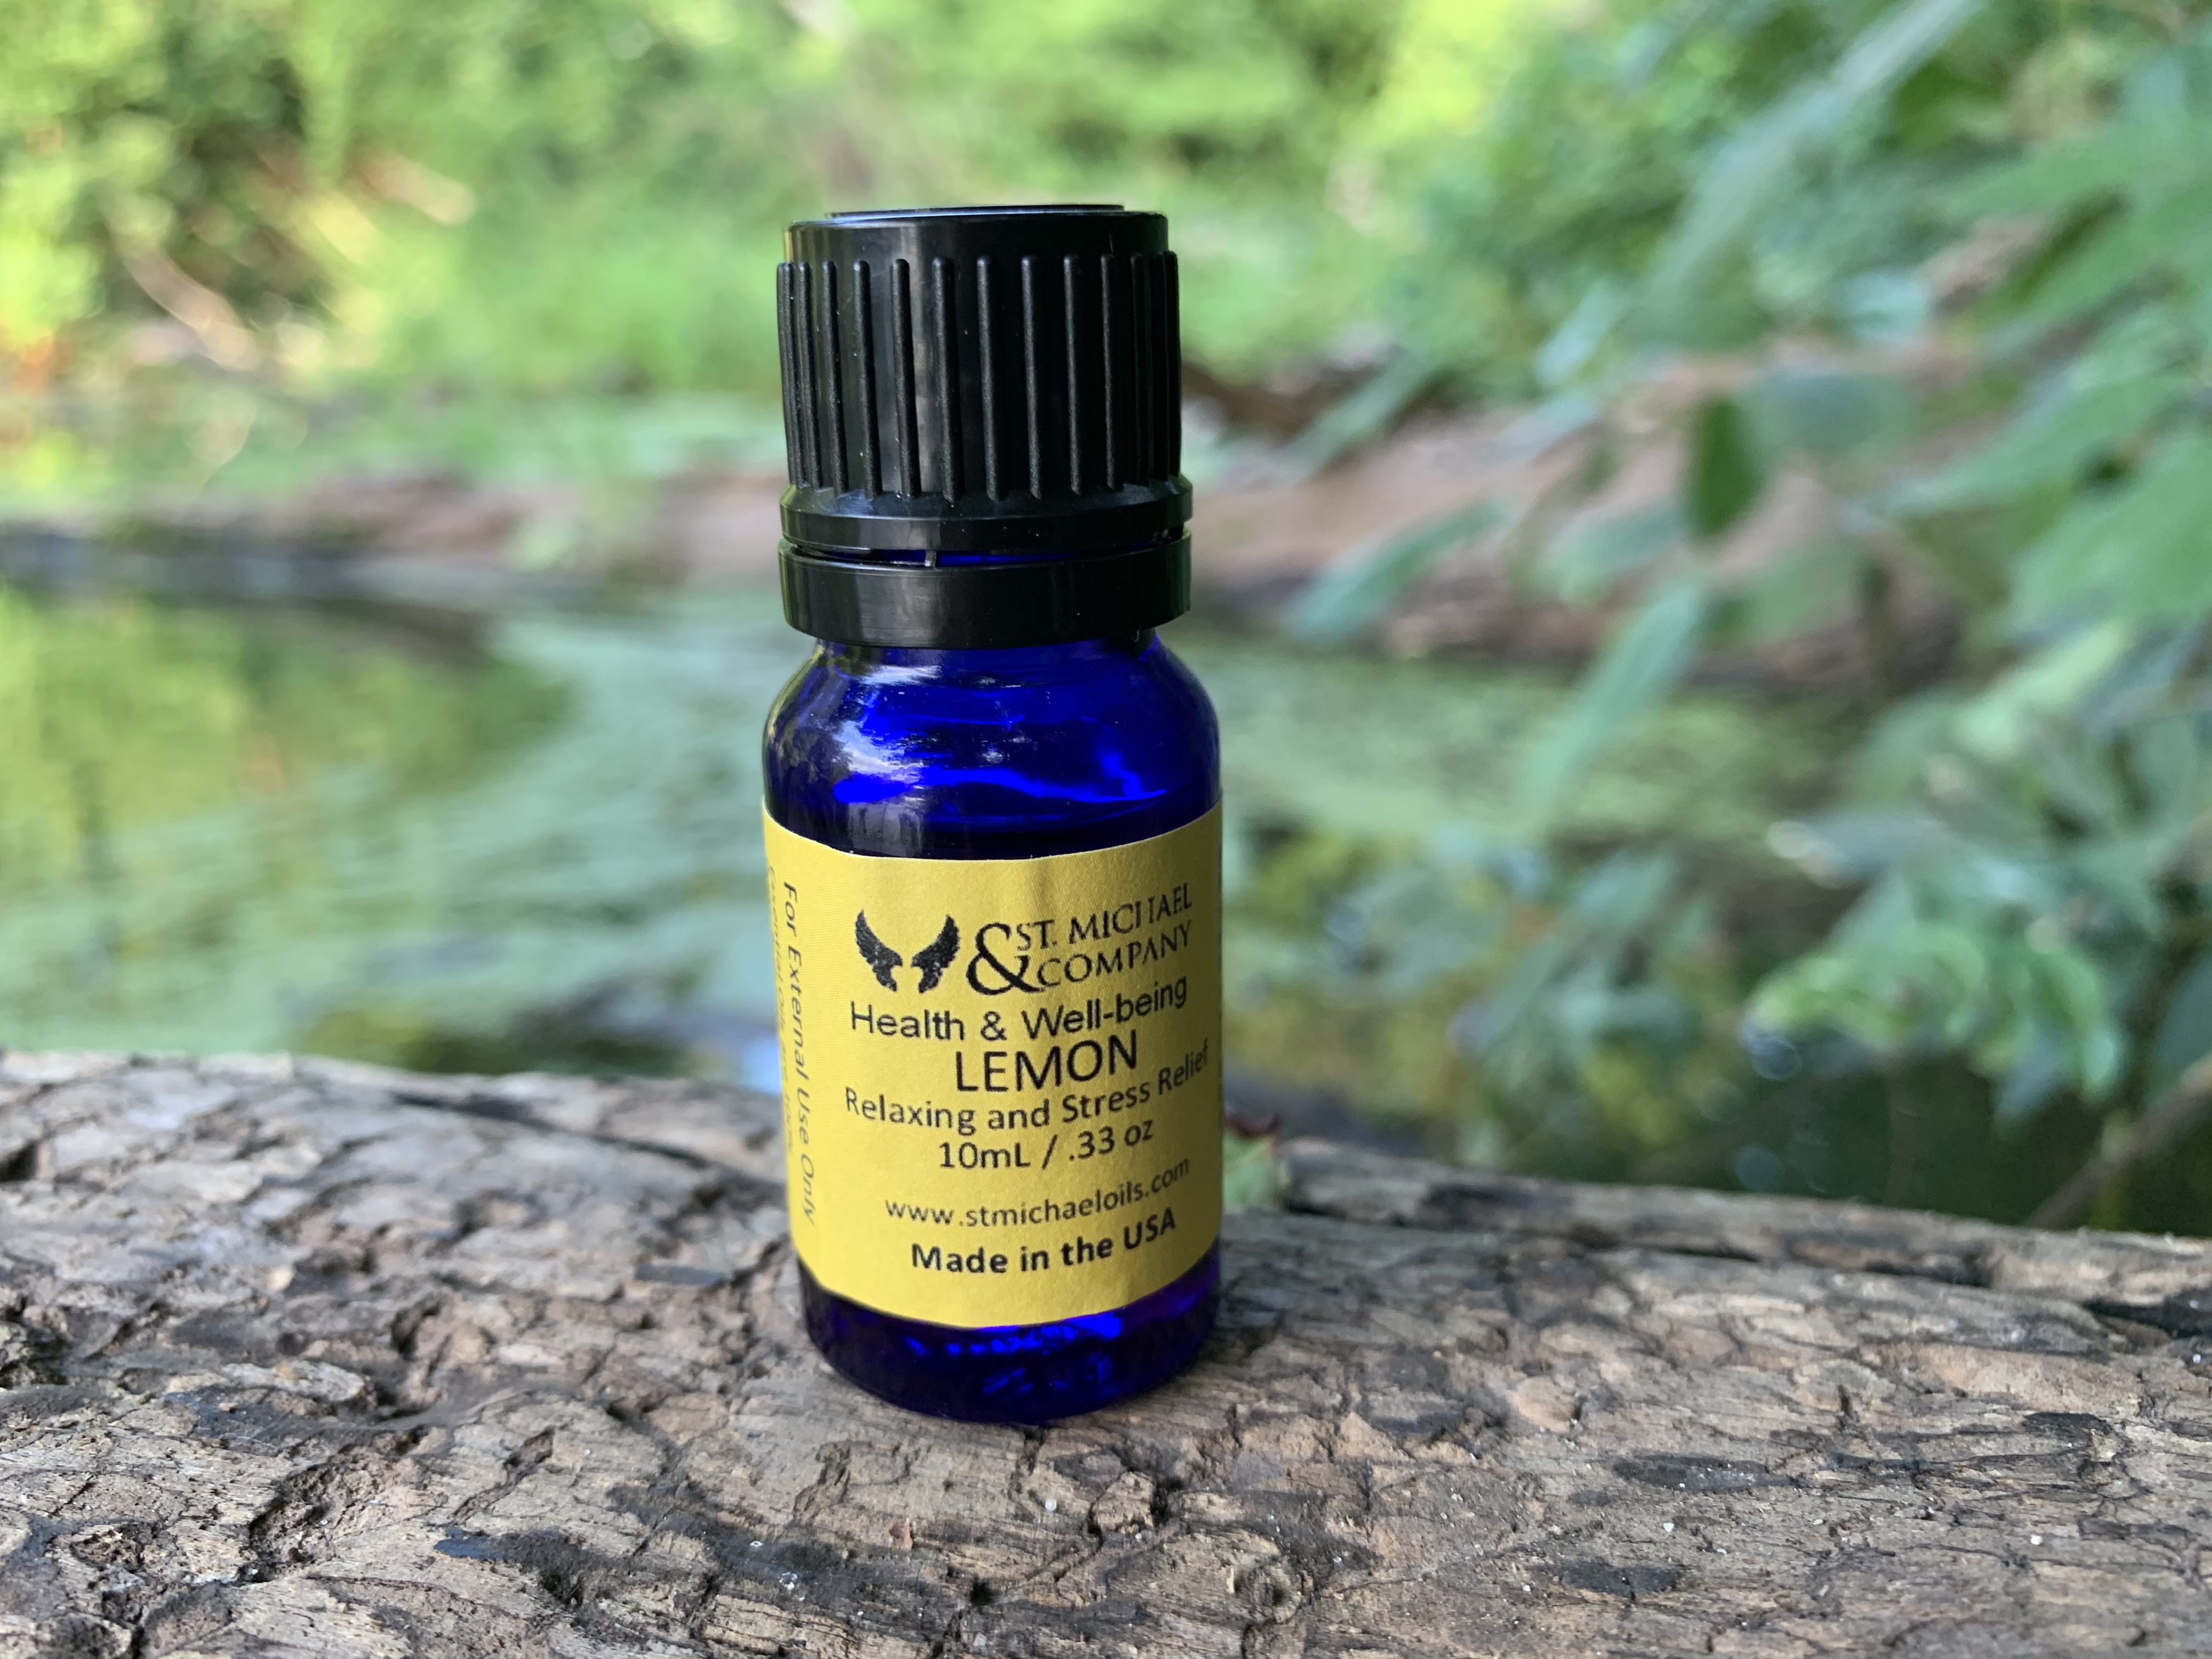 & ST. MICHAEL
COMPANY
Health & Well-being
LEMON
Relaxing and Stress Relief
10mL / .33 oz
www.stmichaeloils.com
Made in the USA
For External Use Only